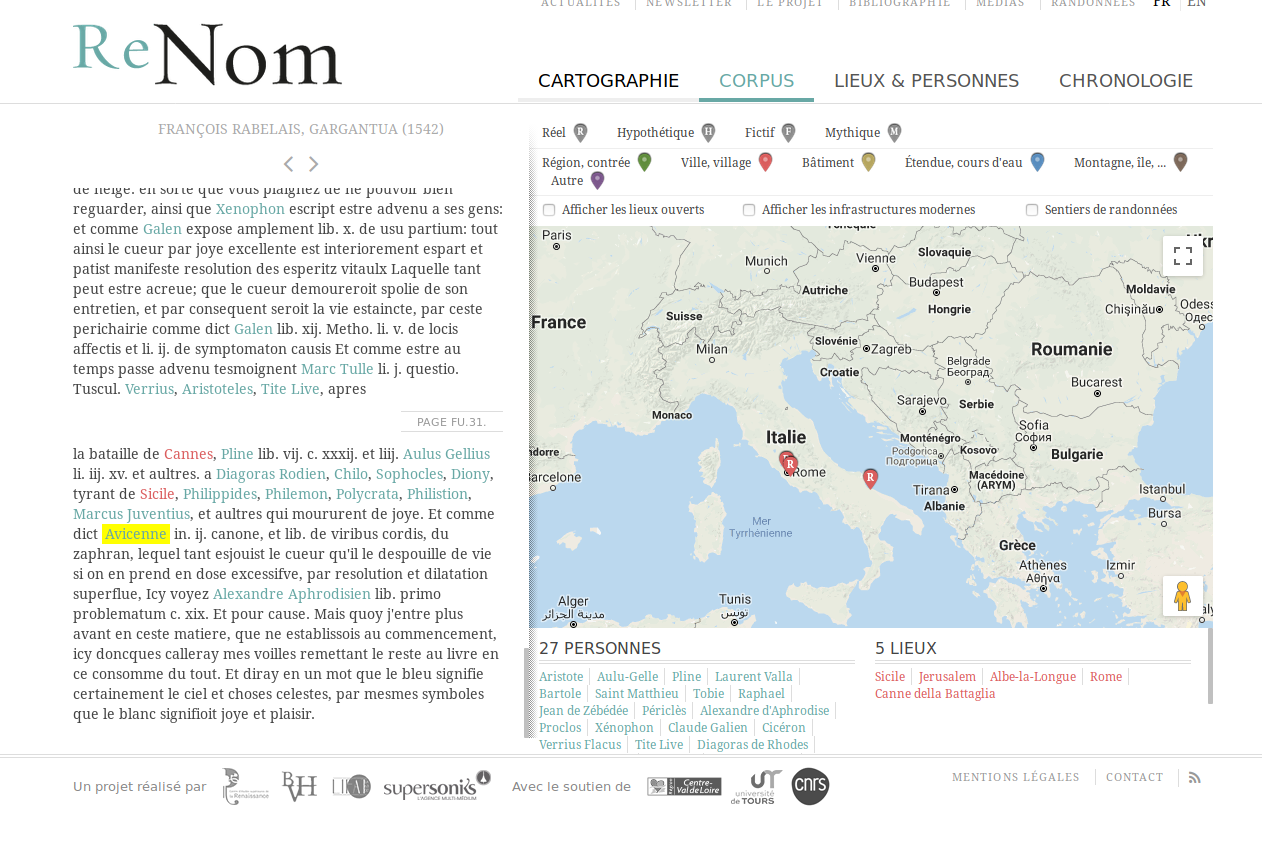 ACTUALITÉS NEWSLETTER LE PROJET BIBLIOGRAPHIE MÉDIAS RANDONNÉES FR EN
ReNom
CARTOGRAPHIE CORPUS LIEUX & PERSONNES CHRONOLOGIE
FRANÇOIS RABELAIS, GARGANTUA (1542)
de neige. en sorte que vous plaignez de ne pouvoir bien
reguarder, ainsi que Xenophon escript estre advenu a ses gens:
et comme Galen expose amplement lib. x. de usu partium: tout
ainsi le cueur par joye excellente est interiorement espart et
patist manifeste resolution des esperitz vitaulx Laquelle tant
peut estre acreue; que le cueur demoureroit spolie de son
entretien, et par consequent seroit la vie estaincte, par ceste
perichairie comme dict Galen lib. xij. Metho. li. v. de locis
affectis et li. ij. de symptomaton causis Et comme estre au
temps passe advenu tesmoignent Marc Tulle li. j. questio.
Tuscul. Verrius, Aristoteles, Tite Live, apres
PAGE FU.31.
la bataille de Cannes, Pline lib. vij. c. xxxij. et liij. Aulus Gellius
li. iij. xv. et aultres. a Diagoras Rodien, Chilo, Sophocles, Diony,
tyrant de Sicile, Philippides, Philemon, Polycrata, Philistion,
Marcus Juventius, et aultres qui moururent de joye. Et comme
dict Avicenne in. ij. canone, et lib. de viribus cordis, du
zaphran, lequel tant esjouist le cueur qu'il le despouille de vie
si on en prend en dose excessifve, par resolution et dilatation
superflue, Icy voyez Alexandre Aphrodisien lib. primo
problematum c. xix. Et pour cause. Mais quoy j'entre plus
avant en ceste matiere, que ne establissois au commencement,
icy doncques calleray mes voilles remettant le reste au livre en
ce consomme du tout. Et diray en un mot que le bleu signifie
certainement le ciel et choses celestes, par mesmes symboles
que le blanc signifioit joye et plaisir.
Réel R Hypothétique H Fictif F Mythique M
Région, contrée Ville, village Bâtiment Étendue, cours d'eau Montagne, île, ...
Autre
Afficher les lieux ouverts Afficher les infrastructures modernes Sentiers de randonnées
Paris
Munich
Vienne
Slovaquie
Budapest
Autriche
Moldavie
Chișinău
Odess
Одес
France
Suisse
Hongrie
Milan
Slovénie
Zagreb
Roumanie
Croatie
Belgrade
Београд
Bucarest
Sarajevo
Serbie
Monaco
Italie
Monténégro
Podgorica
Подгорица
Kosovo
Sofia
София
Bulgarie
ndorre
arcelone
R
R
Rome
R
Macédoine
(ARYM)
Tirana
Albanie
Istanbul
Bursa
Mer
Tyrrhénienne
Grèce
Athènes
Αθήνα
Izmir
Alger
مدينة الجزائر
Tunis
تونس
27 PERSONNES
Aristote Aulu-Gelle Pline Laurent Valla
Bartole Saint Matthieu Tobie Raphael
Jean de Zébédée Périclès Alexandre d'Aphrodise
Proclos Xénophon Claude Galien Cicéron
Verrius Flacus Tite Live Diagoras de Rhodes
5 LIEUX
Sicile Jerusalem Albe-la-Longue Rome
Canne della Battaglia
Un projet réalisé par
BVH
supersoniks
L'AGENCE MULTI-MÉDIUM
Avec le soutien de
Centre-
Val de Loire
université
de TOURS
cnrs
MENTIONS LÉGALES CONTACT